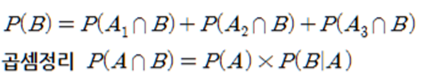 P(B) = P(A₁∩B) + P(A₂∩B) + P(A₃∩B)
곱셈정리 P(A∩B) = P(A) × P(B|A)